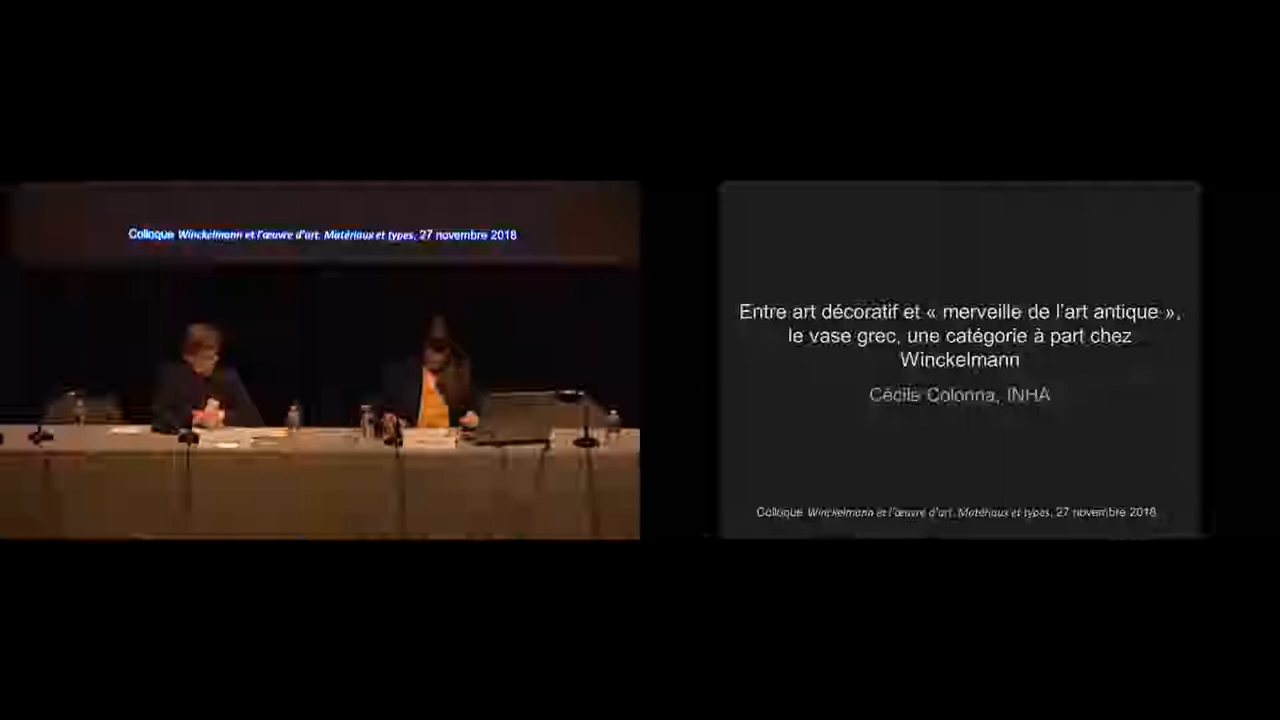 Colloque Winckelmann et l'œuvre d'art. Matériaux et types, 27 novembre 2018
Entre art décoratif et « merveille de l'art antique »,
le vase grec, une catégorie à part chez
Winckelmann
Cécile Colonna, INHA
Colloque Winckelmann et l'œuvre d'art. Matériaux et types, 27 novembre 2018